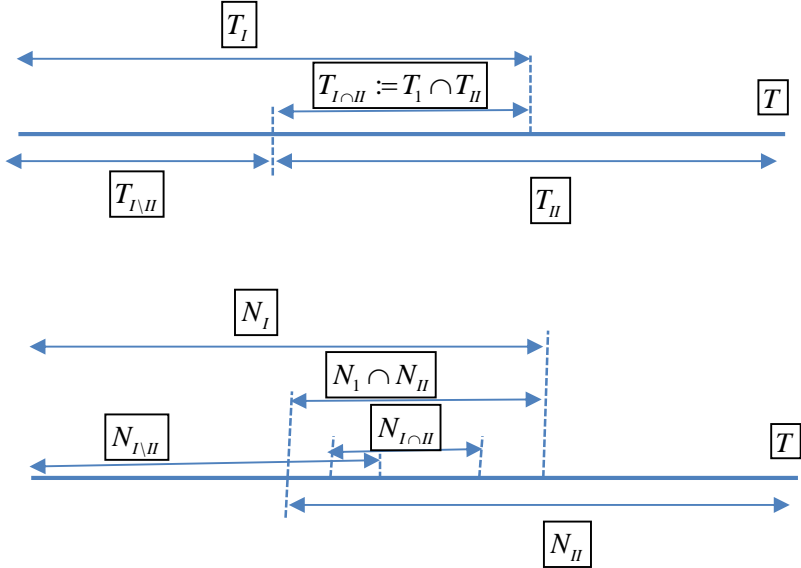 T_I
T_{I∩II} := T_1 ∩ T_{II}
T
T_{I\II}
T_{II}
N_I
N_1 ∩ N_{II}
N_{I\II}
N_{I∩II}
T
N_{II}